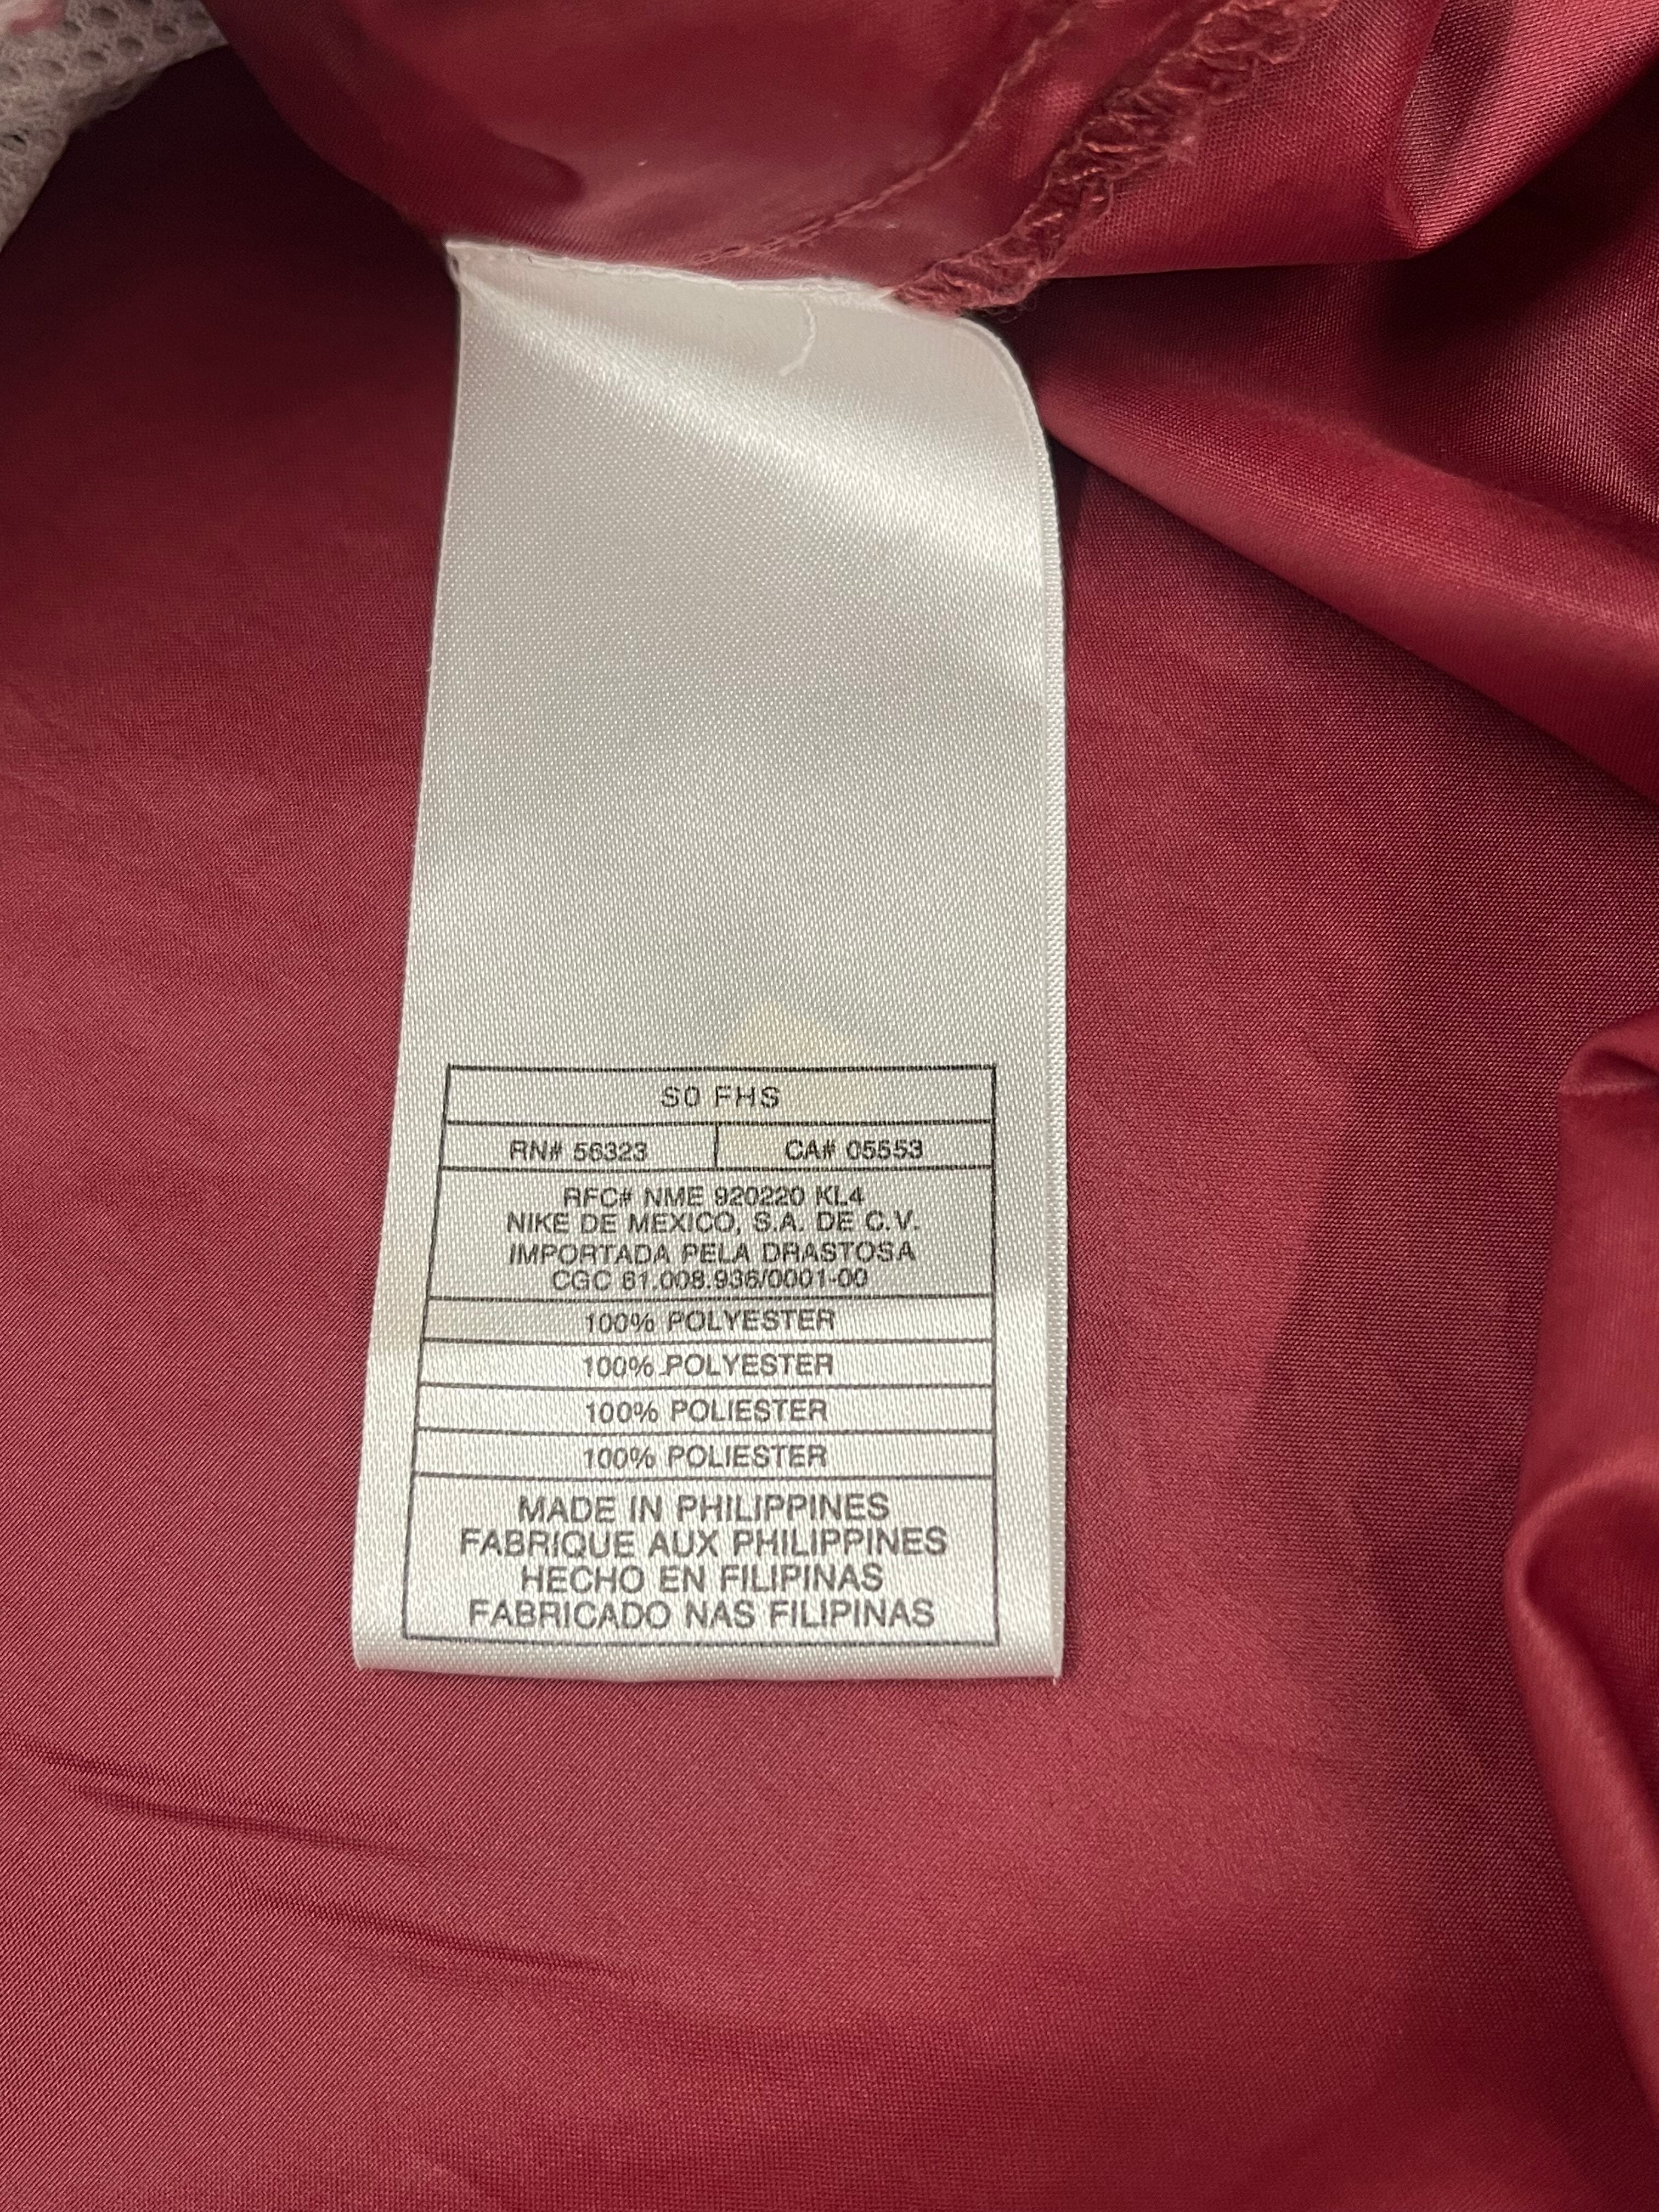 S0 FHS
RN# 56323 CA# 05553
RFC# NME 920220 KL4
NIKE DE MEXICO, S.A. DE C.V.
IMPORTADA PELA DRASTOSA
CGC 61.008.936/0001-00
100% POLYESTER
100% POLYESTER
100% POLIESTER
100% POLIESTER
MADE IN PHILIPPINES
FABRIQUE AUX PHILIPPINES
HECHO EN FILIPINAS
FABRICADO NAS FILIPINAS